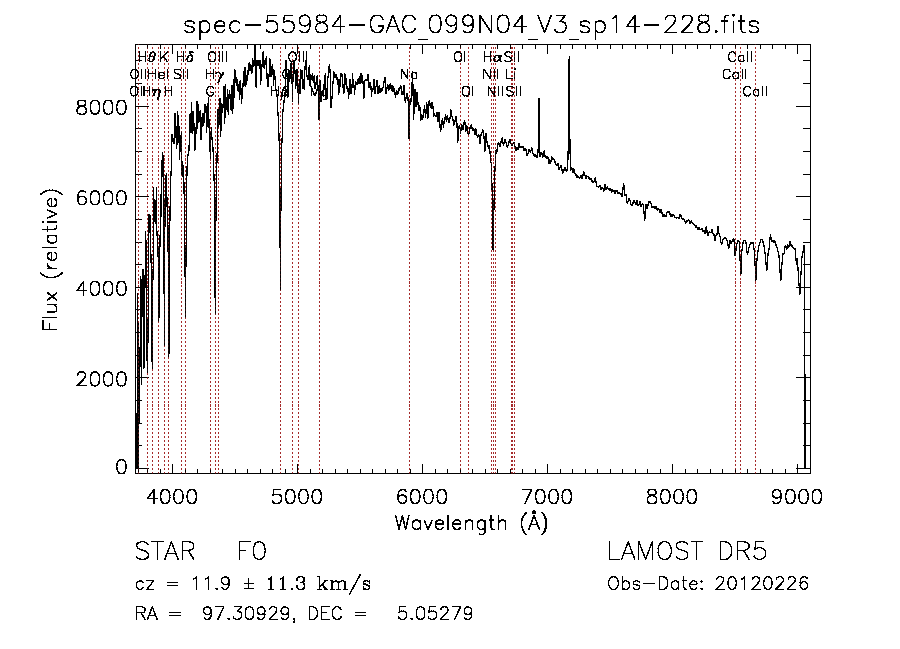 spec-55984-GAC_099N04_V3_sp14-228.fits
Hθ K Hδ OIII OIII OI Hα SII CaII
OII HeI SII Hγ NII Li CaII
OII Hη H G Hβ Na OI NII SII CaII
8000
6000
4000
2000
0
Flux (relative)
4000 5000 6000 7000 8000 9000
Wavelength (Å)
STAR F0 LAMOST DR5
cz = 11.9 ± 11.3 km/s Obs-Date: 20120226
RA = 97.30929, DEC = 5.05279